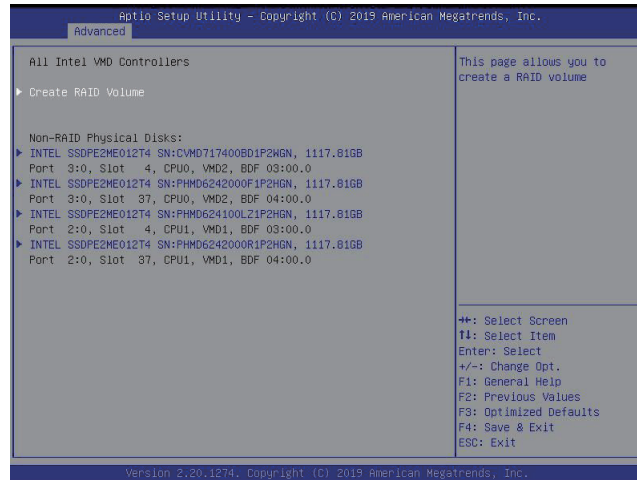 Aptio Setup Utility – Copyright (C) 2019 American Megatrends, Inc.
Advanced
All Intel VMD Controllers
Create RAID Volume
Non-RAID Physical Disks:
INTEL SSDPE2ME012T4 SN:CVMD717400BD1P2WGN, 1117.81GB
Port 3:0, Slot 4, CPU0, VMD2, BDF 03:00.0
INTEL SSDPE2ME012T4 SN:PHMD6242000F1P2HGN, 1117.81GB
Port 3:0, Slot 37, CPU0, VMD2, BDF 04:00.0
INTEL SSDPE2ME012T4 SN:PHMD624100LZ1P2HGN, 1117.81GB
Port 2:0, Slot 4, CPU1, VMD1, BDF 03:00.0
INTEL SSDPE2ME012T4 SN:PHMD6242000R1P2HGN, 1117.81GB
Port 2:0, Slot 37, CPU1, VMD1, BDF 04:00.0
This page allows you to
create a RAID volume
→←: Select Screen
↑↓: Select Item
Enter: Select
+/-: Change Opt.
F1: General Help
F2: Previous Values
F3: Optimized Defaults
F4: Save & Exit
ESC: Exit
Version 2.20.1274. Copyright (C) 2019 American Megatrends, Inc.